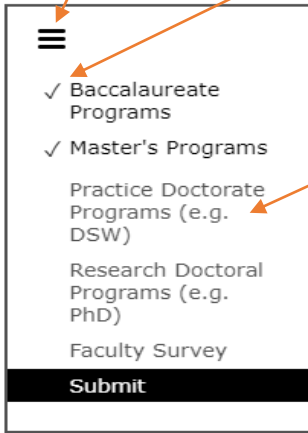 ✓ Baccalaureate
Programs
✓ Master's Programs
Practice Doctorate
Programs (e.g.
DSW)
Research Doctoral
Programs (e.g.
PhD)
Faculty Survey
Submit